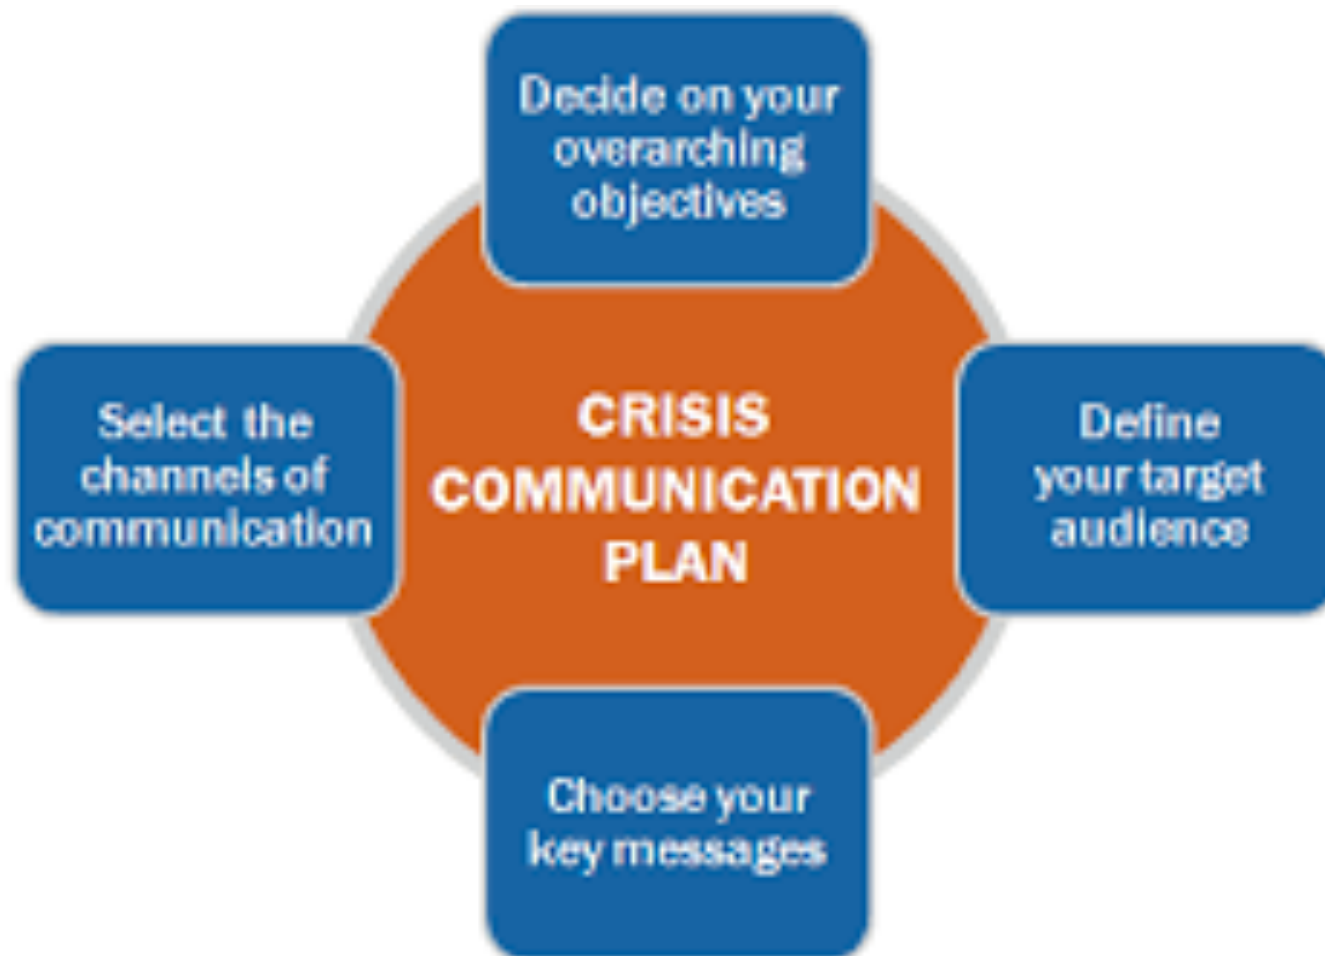 Decide on your
overarching
objectives
Select the
channels of
communication
CRISIS
COMMUNICATION
PLAN
Define
your target
audience
Choose your
key messages